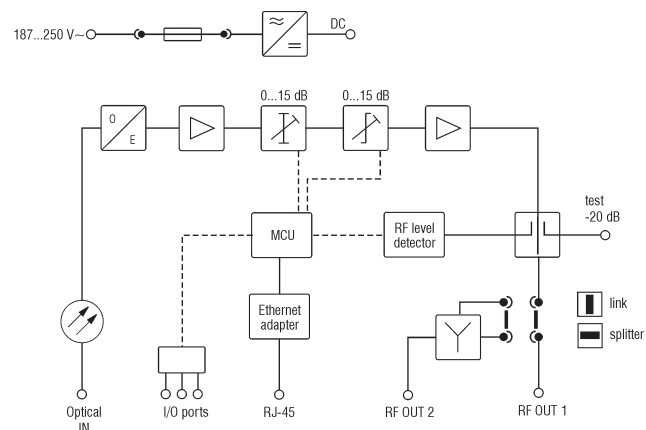 187...250 V~
DC
0...15 dB
0...15 dB
O
E
test
-20 dB
MCU
RF level
detector
Ethernet
adapter
link
splitter
Optical
IN
I/O ports
RJ-45
RF OUT 2
RF OUT 1